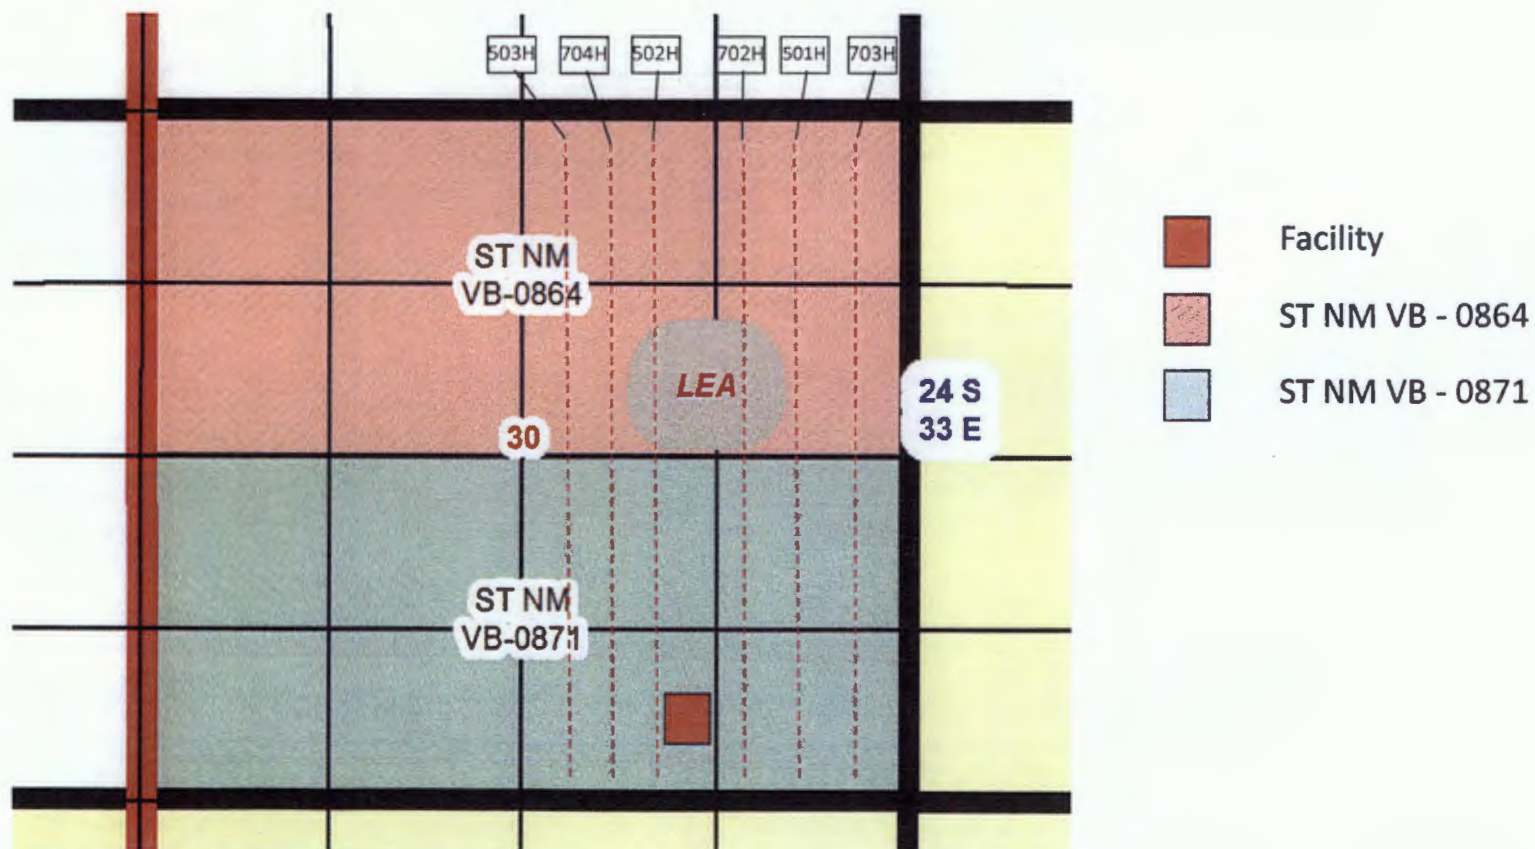 503H 704H 502H 702H 501H 703H
ST NM
VB-0864
LEA
24 S
33 E
30
ST NM
VB-0871
Facility
ST NM VB - 0864
ST NM VB - 0871